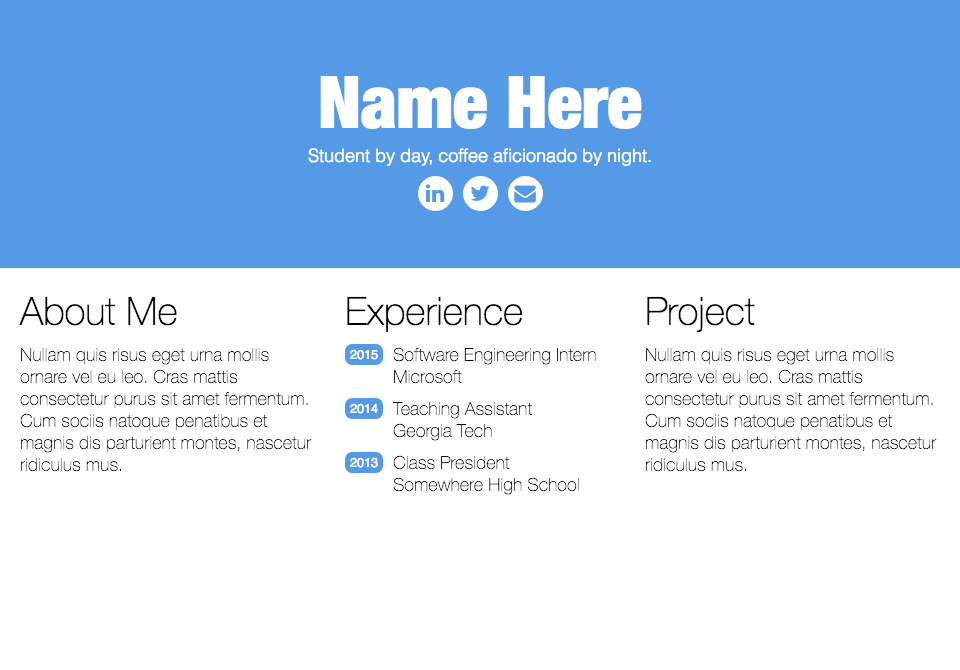 Name Here
Student by day, coffee aficionado by night.
in
About Me
Nullam quis risus eget urna mollis
ornare vel eu leo. Cras mattis
consectetur purus sit amet fermentum.
Cum sociis natoque penatibus et
magnis dis parturient montes, nascetur
ridiculus mus.
Experience
2015 Software Engineering Intern
Microsoft
2014 Teaching Assistant
Georgia Tech
2013 Class President
Somewhere High School
Project
Nullam quis risus eget urna mollis
ornare vel eu leo. Cras mattis
consectetur purus sit amet fermentum.
Cum sociis natoque penatibus et
magnis dis parturient montes, nascetur
ridiculus mus.